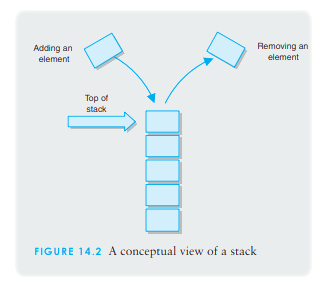 Adding an
element
Removing an
element
Top of
stack
FIGURE 14.2 A conceptual view of a stack